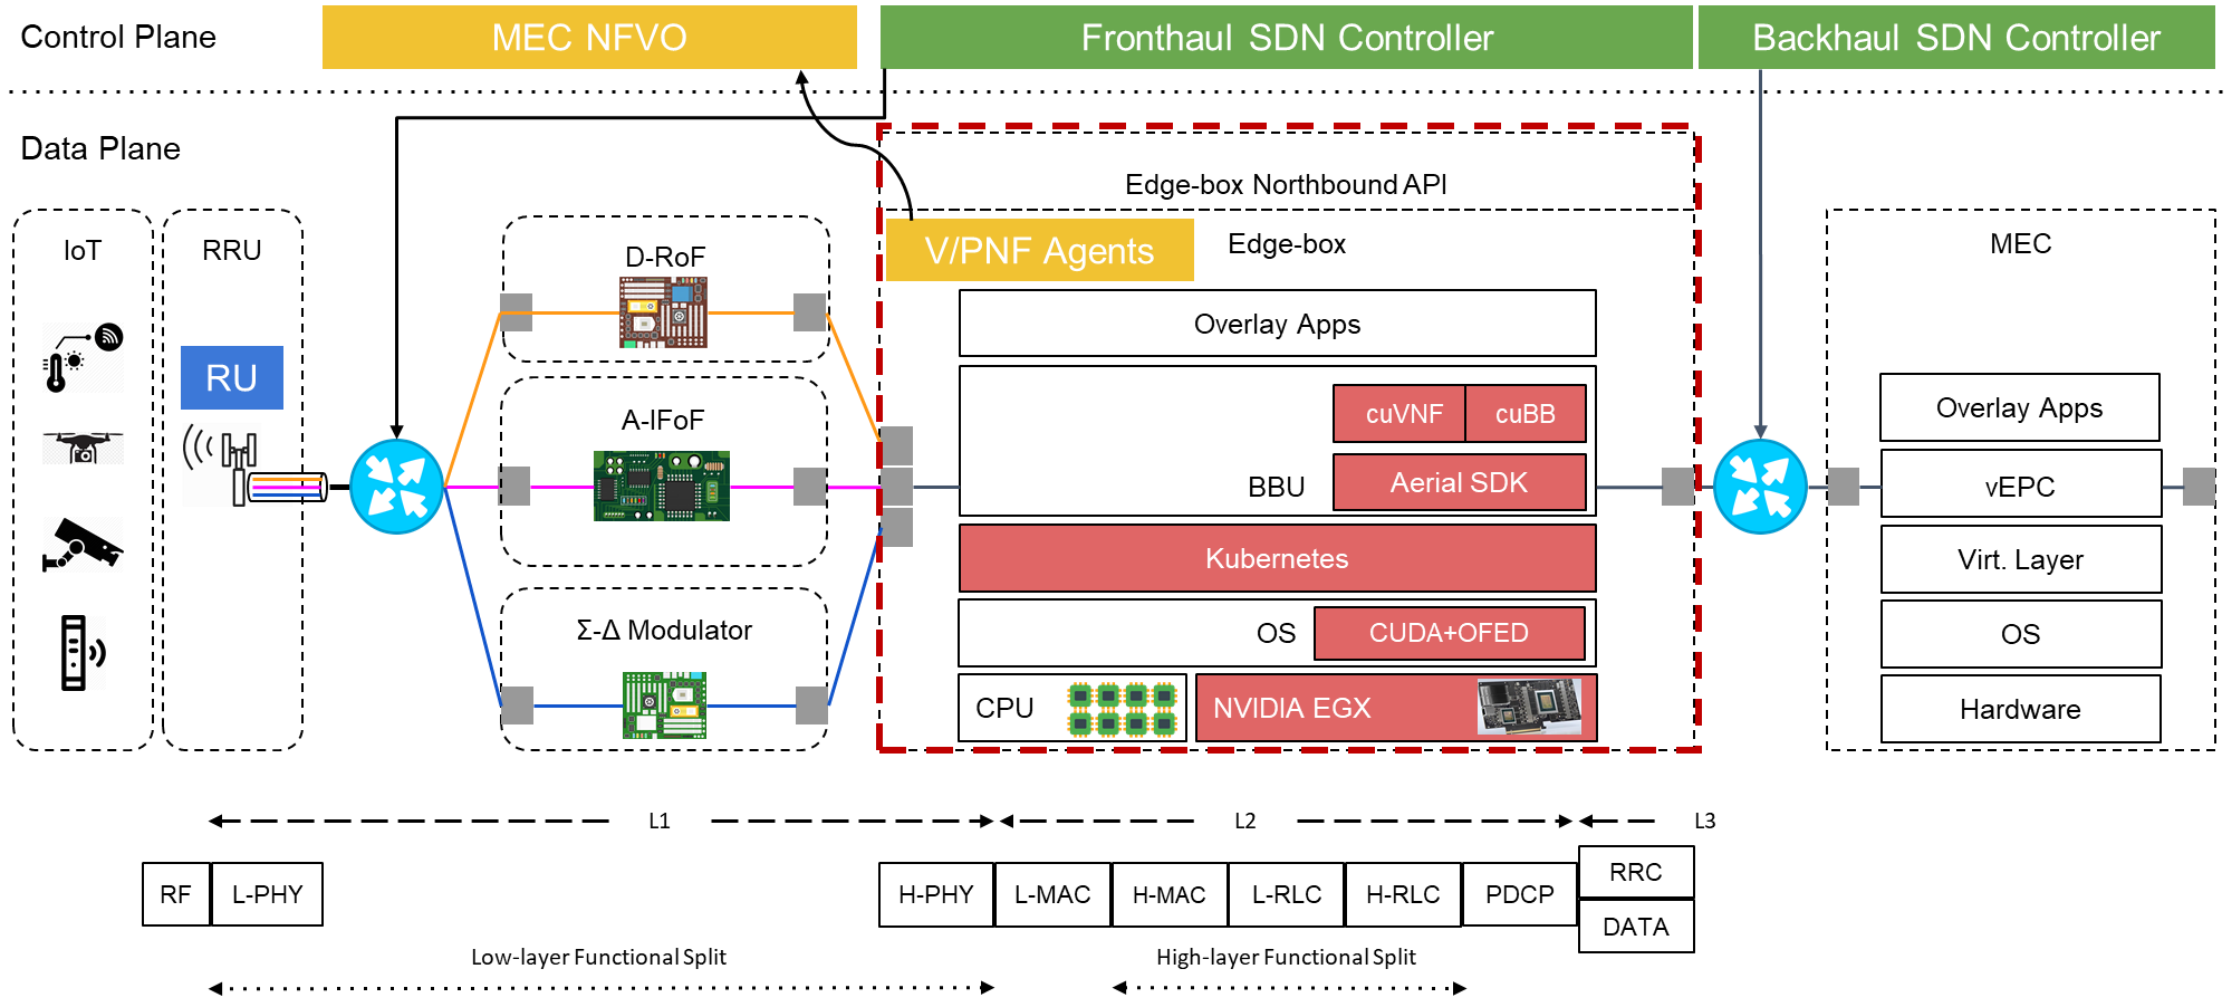 Control Plane
MEC NFVO
Fronthaul SDN Controller
Backhaul SDN Controller
Data Plane
Edge-box Northbound API
IoT
RRU
D-RoF
V/PNF Agents
Edge-box
MEC
Overlay Apps
RU
A-IFoF
cuVNF
cuBB
Overlay Apps
BBU
Aerial SDK
vEPC
Kubernetes
Virt. Layer
Σ-Δ Modulator
OS
CUDA+OFED
OS
CPU
NVIDIA EGX
Hardware
L1
L2
L3
RF
L-PHY
H-PHY
L-MAC
H-MAC
L-RLC
H-RLC
PDCP
RRC
DATA
Low-layer Functional Split
High-layer Functional Split